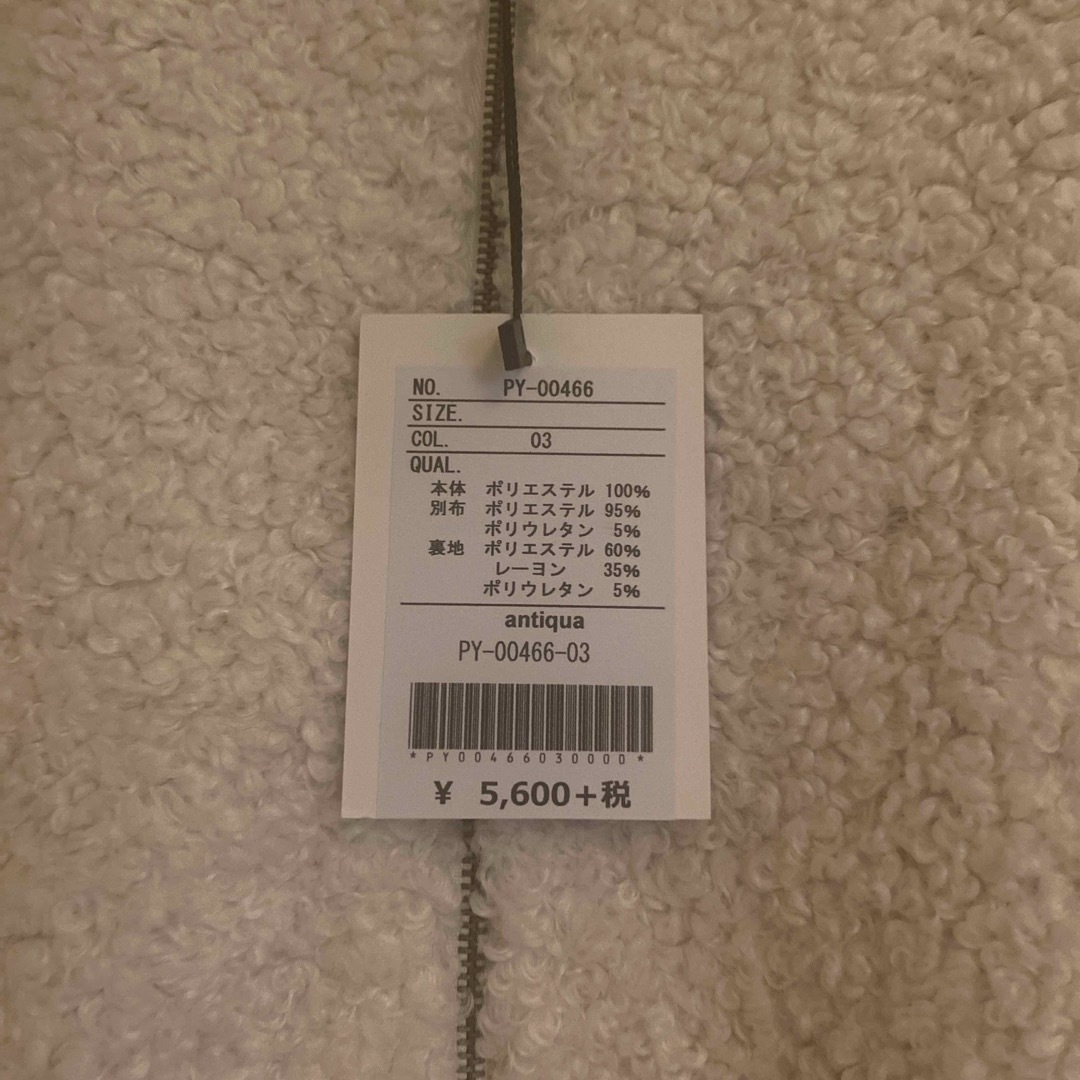 NO. PY-00466
SIZE.
COL. 03
QUAL.
本体 ポリエステル 100%
別布 ポリエステル 95%
ポリウレタン 5%
裏地 ポリエステル 60%
レーヨン 35%
ポリウレタン 5%
antiqua
PY-00466-03
*PY00466030000*
¥ 5,600+税